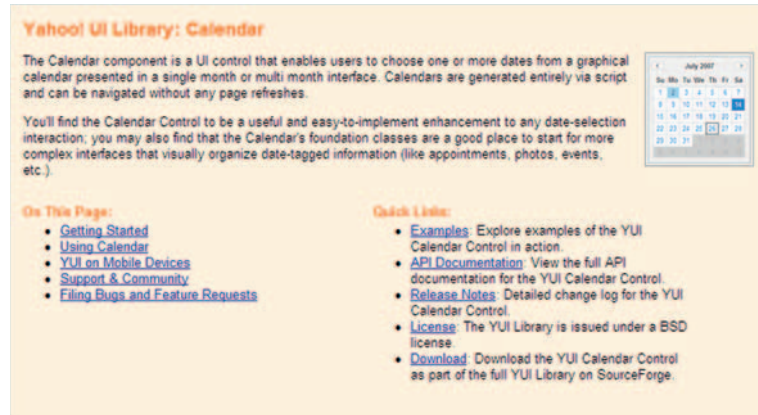 Yahoo! UI Library: Calendar
The Calendar component is a UI control that enables users to choose one or more dates from a graphical
calendar presented in a single month or multi month interface. Calendars are generated entirely via script
and can be navigated without any page refreshes.
You'll find the Calendar Control to be a useful and easy-to-implement enhancement to any date-selection
interaction; you may also find that the Calendar's foundation classes are a good place to start for more
complex interfaces that visually organize date-tagged information (like appointments, photos, events,
etc.).
July 2007
Su Mo Tu We Th Fr Sa
1 2 3 4 5 6 7
8 9 10 11 12 13 14
15 16 17 18 19 20 21
22 23 24 25 26 27 28
29 30 31
On This Page:
Getting Started
Using Calendar
YUI on Mobile Devices
Support & Community
Filing Bugs and Feature Requests
Quick Links:
Examples: Explore examples of the YUI
Calendar Control in action.
API Documentation: View the full API
documentation for the YUI Calendar Control.
Release Notes: Detailed change log for the YUI
Calendar Control.
License: The YUI Library is issued under a BSD
license.
Download: Download the YUI Calendar Control
as part of the full YUI Library on SourceForge.